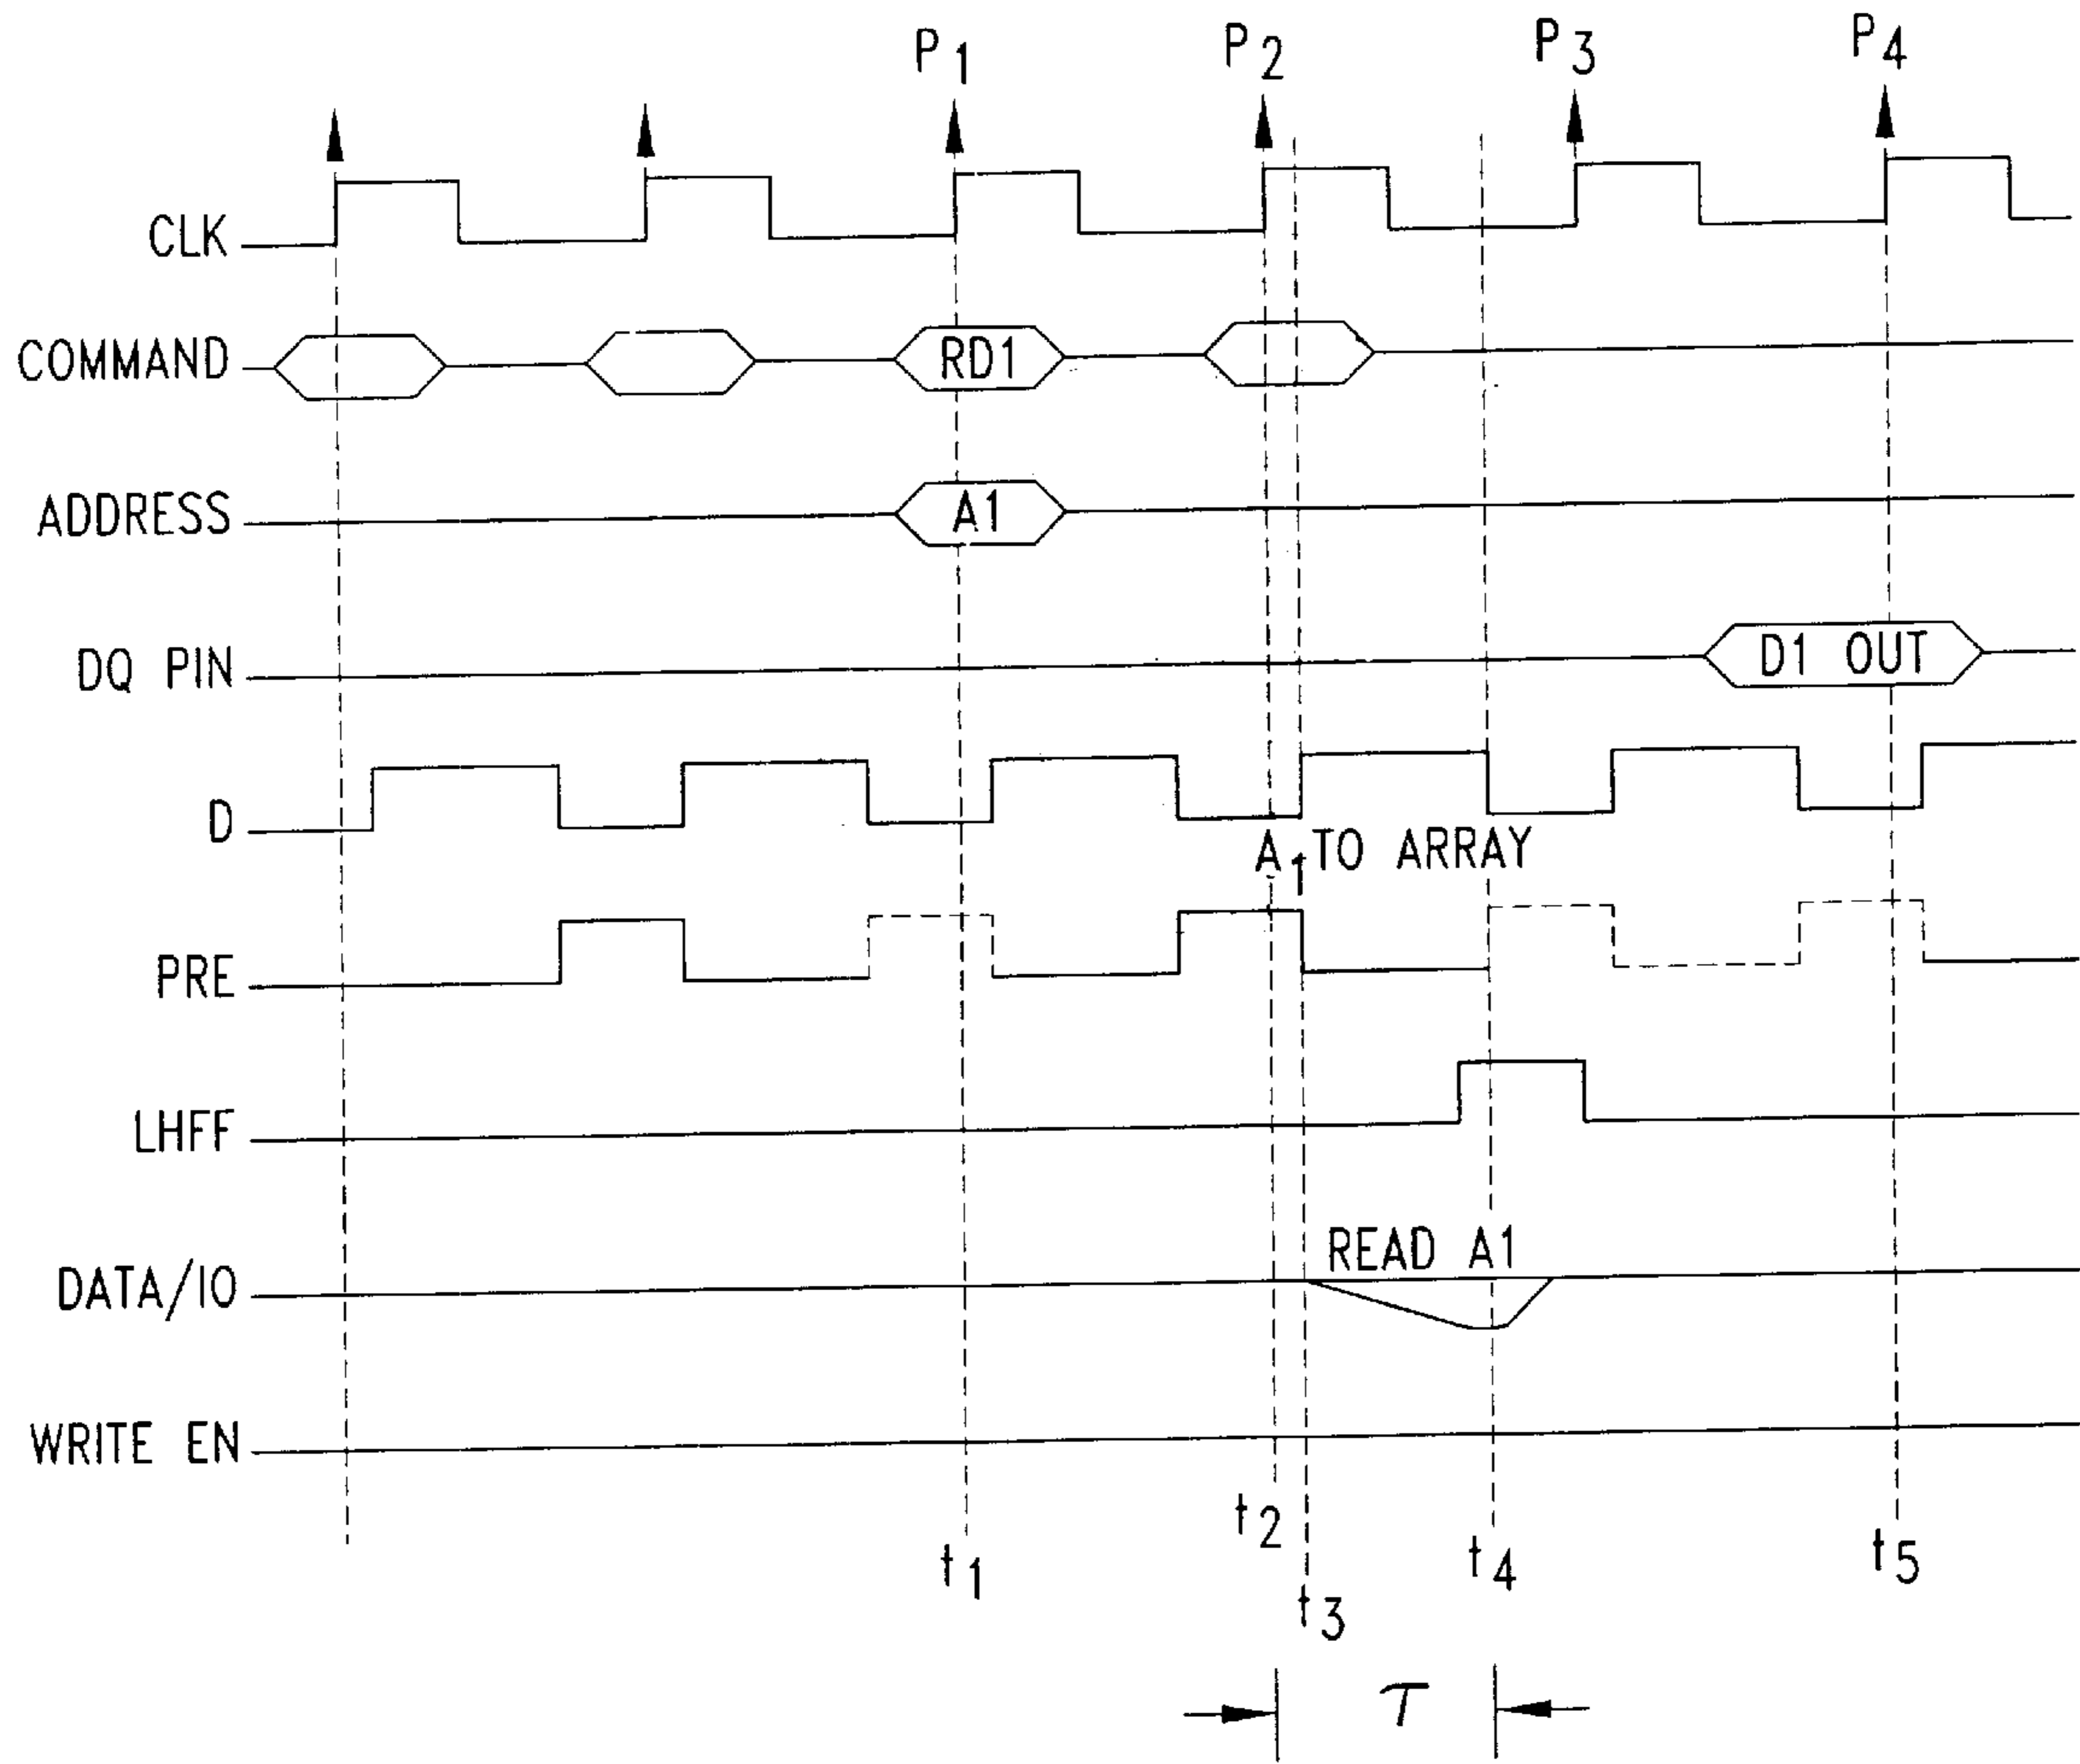 P1 P2 P3 P4
CLK
COMMAND RD1
ADDRESS A1
DQ PIN D1 OUT
D
A1 TO ARRAY
PRE
LHFF
READ A1
DATA/IO
WRITE EN
t1 t2 t3 t4 t5
τ